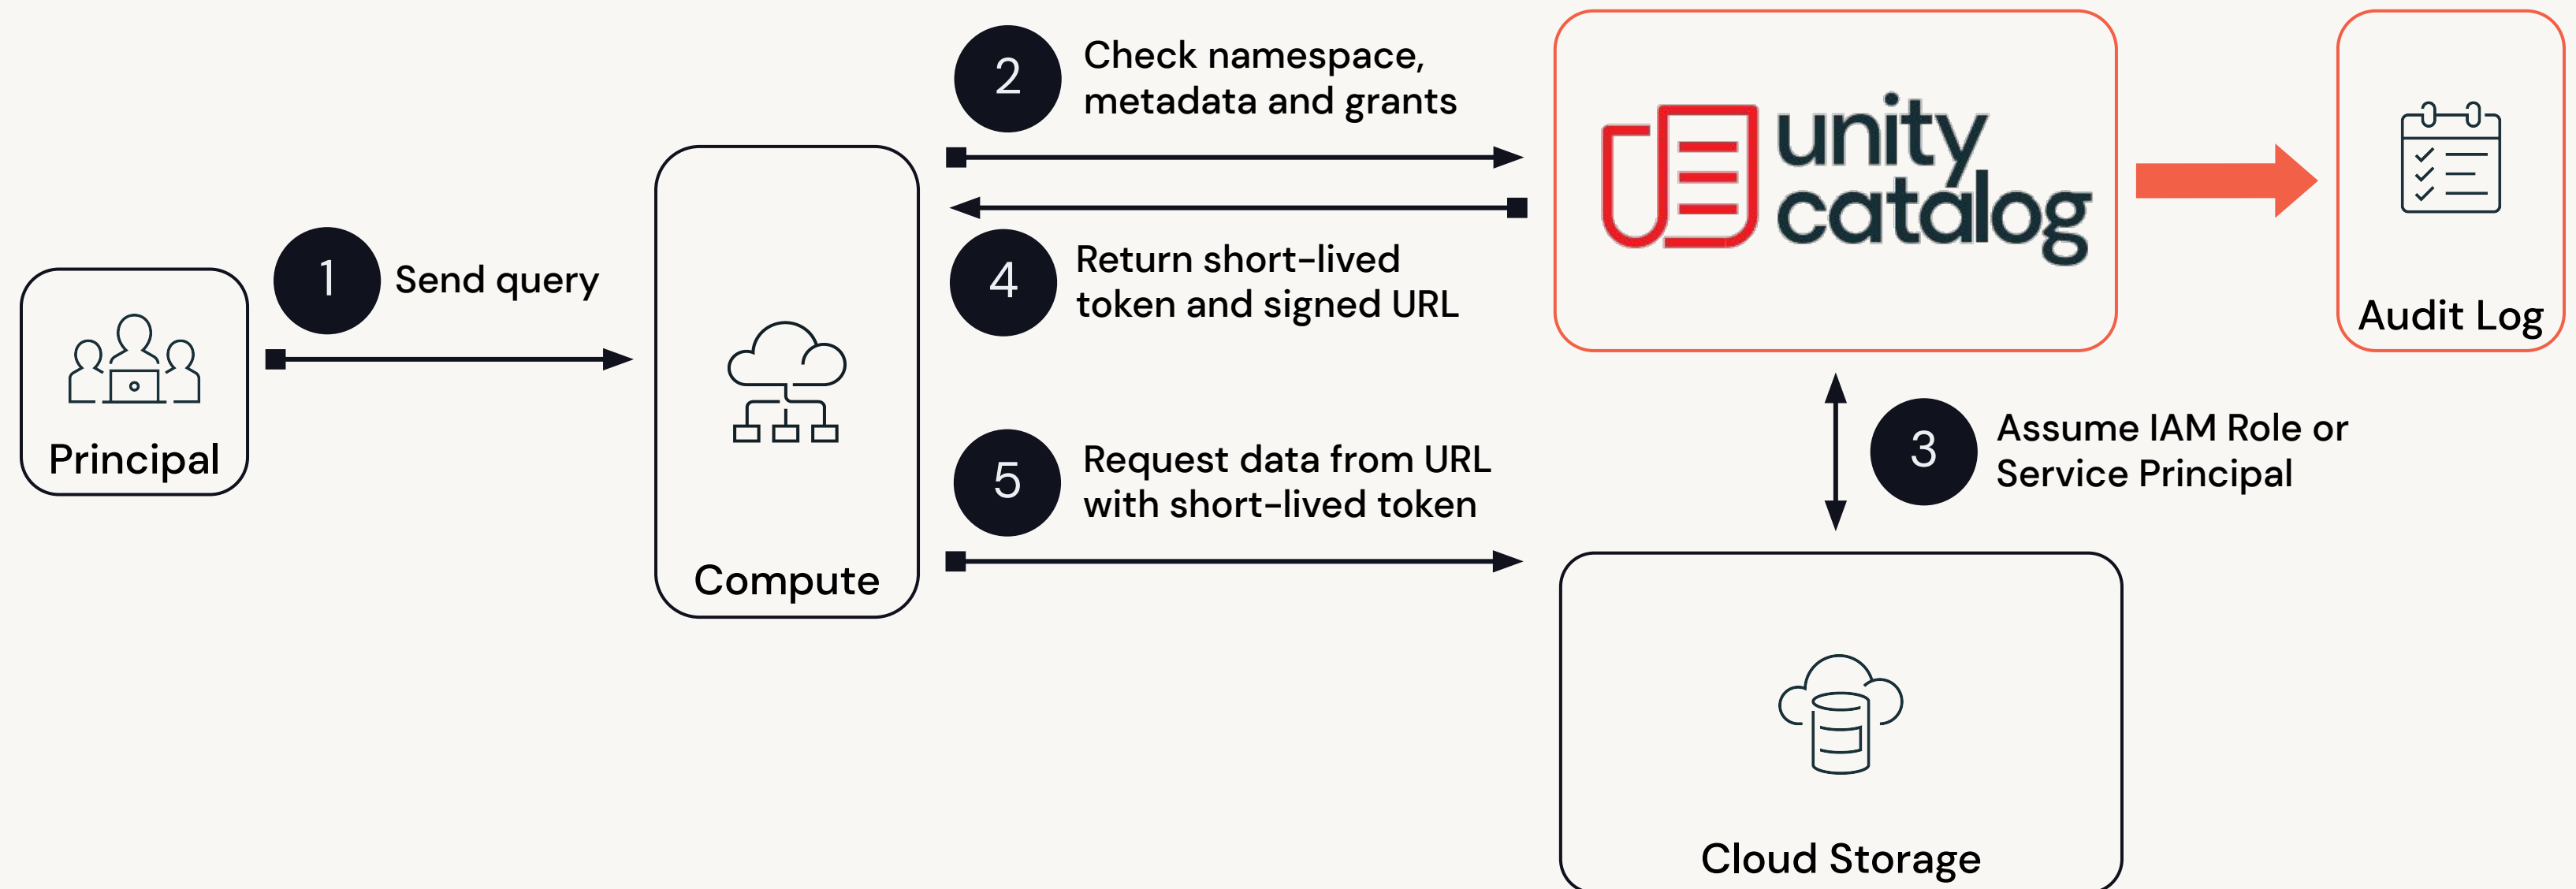 2
Check namespace,
metadata and grants
unity
catalog
1
Send query
4
Return short-lived
token and signed URL
Audit Log
Principal
5
Request data from URL
with short-lived token
3
Assume IAM Role or
Service Principal
Compute
Cloud Storage